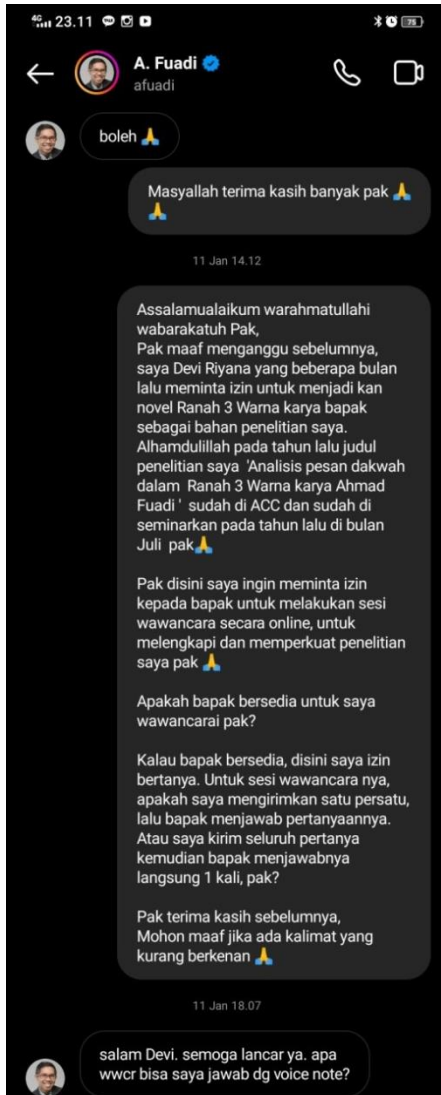 4G 23.11 75
A. Fuadi
afuadi
boleh 🙏
Masyallah terima kasih banyak pak 🙏
🙏
11 Jan 14.12
Assalamualaikum warahmatullahi
wabarakatuh Pak,
Pak maaf menganggu sebelumnya,
saya Devi Riyana yang beberapa bulan
lalu meminta izin untuk menjadi kan
novel Ranah 3 Warna karya bapak
sebagai bahan penelitian saya.
Alhamdulillah pada tahun lalu judul
penelitian saya 'Analisis pesan dakwah
dalam Ranah 3 Warna karya Ahmad
Fuadi ' sudah di ACC dan sudah di
seminarkan pada tahun lalu di bulan
Juli pak🙏
Pak disini saya ingin meminta izin
kepada bapak untuk melakukan sesi
wawancara secara online, untuk
melengkapi dan memperkuat penelitian
saya pak 🙏
Apakah bapak bersedia untuk saya
wawancarai pak?
Kalau bapak bersedia, disini saya izin
bertanya. Untuk sesi wawancara nya,
apakah saya mengirimkan satu persatu,
lalu bapak menjawab pertanyaannya.
Atau saya kirim seluruh pertanya
kemudian bapak menjawabnya
langsung 1 kali, pak?
Pak terima kasih sebelumnya,
Mohon maaf jika ada kalimat yang
kurang berkenan 🙏
11 Jan 18.07
salam Devi. semoga lancar ya. apa
wwcr bisa saya jawab dg voice note?